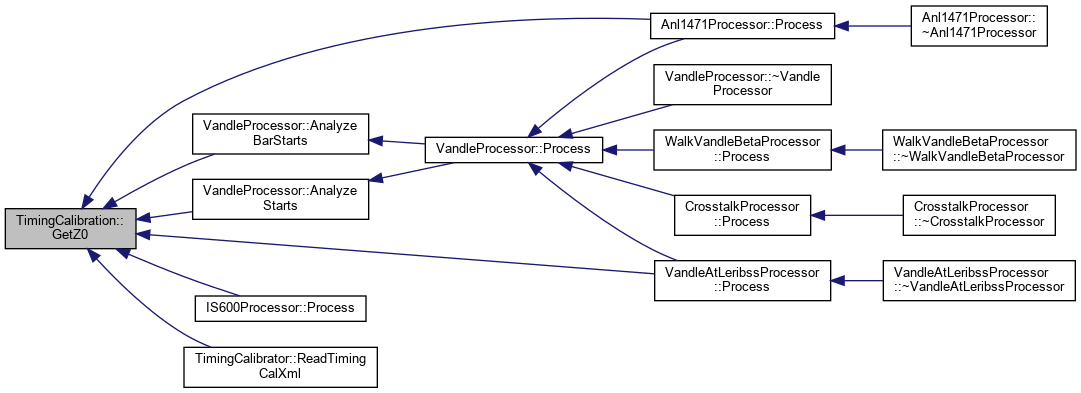 TimingCalibration::
GetZ0
Anl1471Processor::Process
Anl1471Processor::
~Anl1471Processor
VandleProcessor::Analyze
BarStarts
VandleProcessor::Process
VandleProcessor::~Vandle
Processor
WalkVandleBetaProcessor
::Process
WalkVandleBetaProcessor
::~WalkVandleBetaProcessor
CrosstalkProcessor
::Process
CrosstalkProcessor
::~CrosstalkProcessor
VandleAtLeribssProcessor
::Process
VandleAtLeribssProcessor
::~VandleAtLeribssProcessor
VandleProcessor::Analyze
Starts
IS600Processor::Process
TimingCalibrator::ReadTiming
CalXml